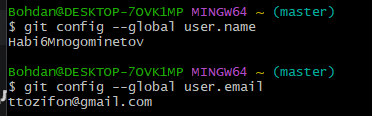 Bohdan@DESKTOP-7OVK1MP MINGW64 ~ (master)
$ git config --global user.name
Habi6Mnogominetov
Bohdan@DESKTOP-7OVK1MP MINGW64 ~ (master)
$ git config --global user.email
ttozifon@gmail.com